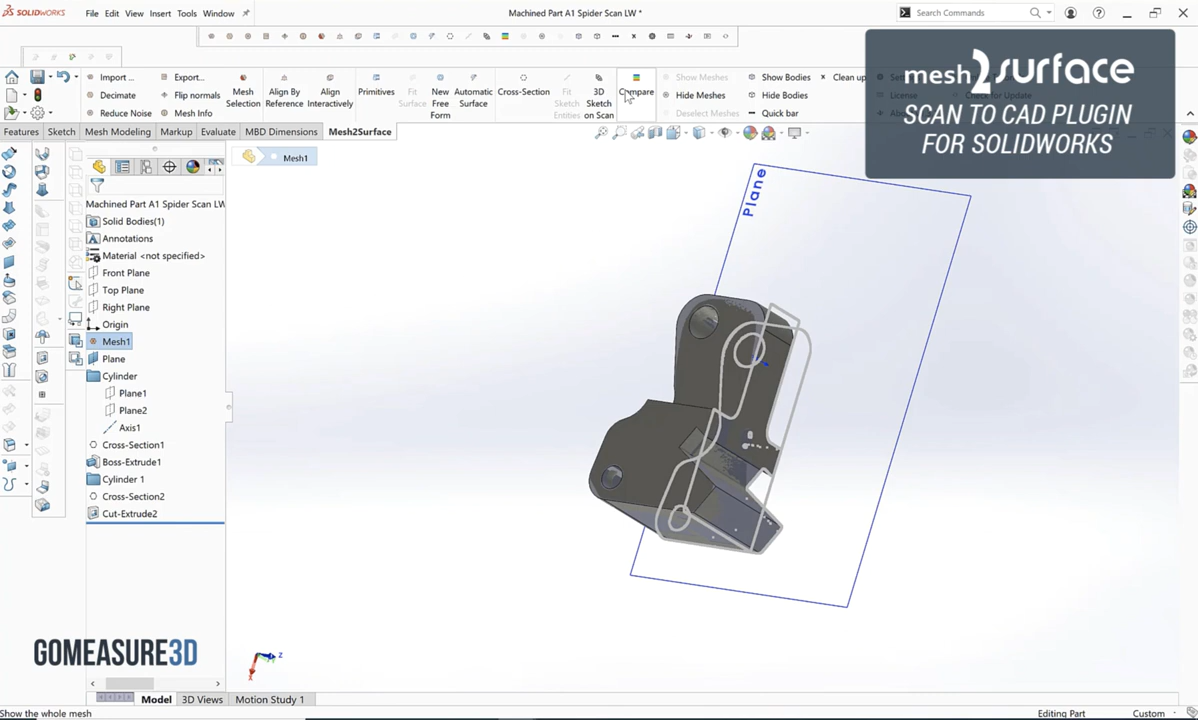 SOLIDWORKS
File Edit View Insert Tools Window
Machined Part A1 Spider Scan LW *
Search Commands
Import ...
Export...
Decimate
Flip normals
Reduce Noise
Mesh Info
Mesh
Selection
Align By
Reference
Align
Interactively
Primitives
Fit
Surface
New
Free
Form
Automatic
Surface
Cross-Section
Fit
Sketch
Entities
3D
Sketch
on Scan
Compare
Show Meshes
Hide Meshes
Deselect Meshes
Show Bodies
Hide Bodies
Quick bar
Clean up
License
Check for Update
mesh2surface
SCAN TO CAD PLUGIN
FOR SOLIDWORKS
Features Sketch Mesh Modeling Markup Evaluate MBD Dimensions Mesh2Surface
Mesh1
Machined Part A1 Spider Scan LW
Solid Bodies(1)
Annotations
Material <not specified>
Front Plane
Top Plane
Right Plane
Origin
Mesh1
Plane
Cylinder
Plane1
Plane2
Axis1
Cross-Section1
Boss-Extrude1
Cylinder 1
Cross-Section2
Cut-Extrude2
Plane
Z
X
GOMEASURE3D
Model 3D Views Motion Study 1
Show the whole mesh
Editing Part
Custom